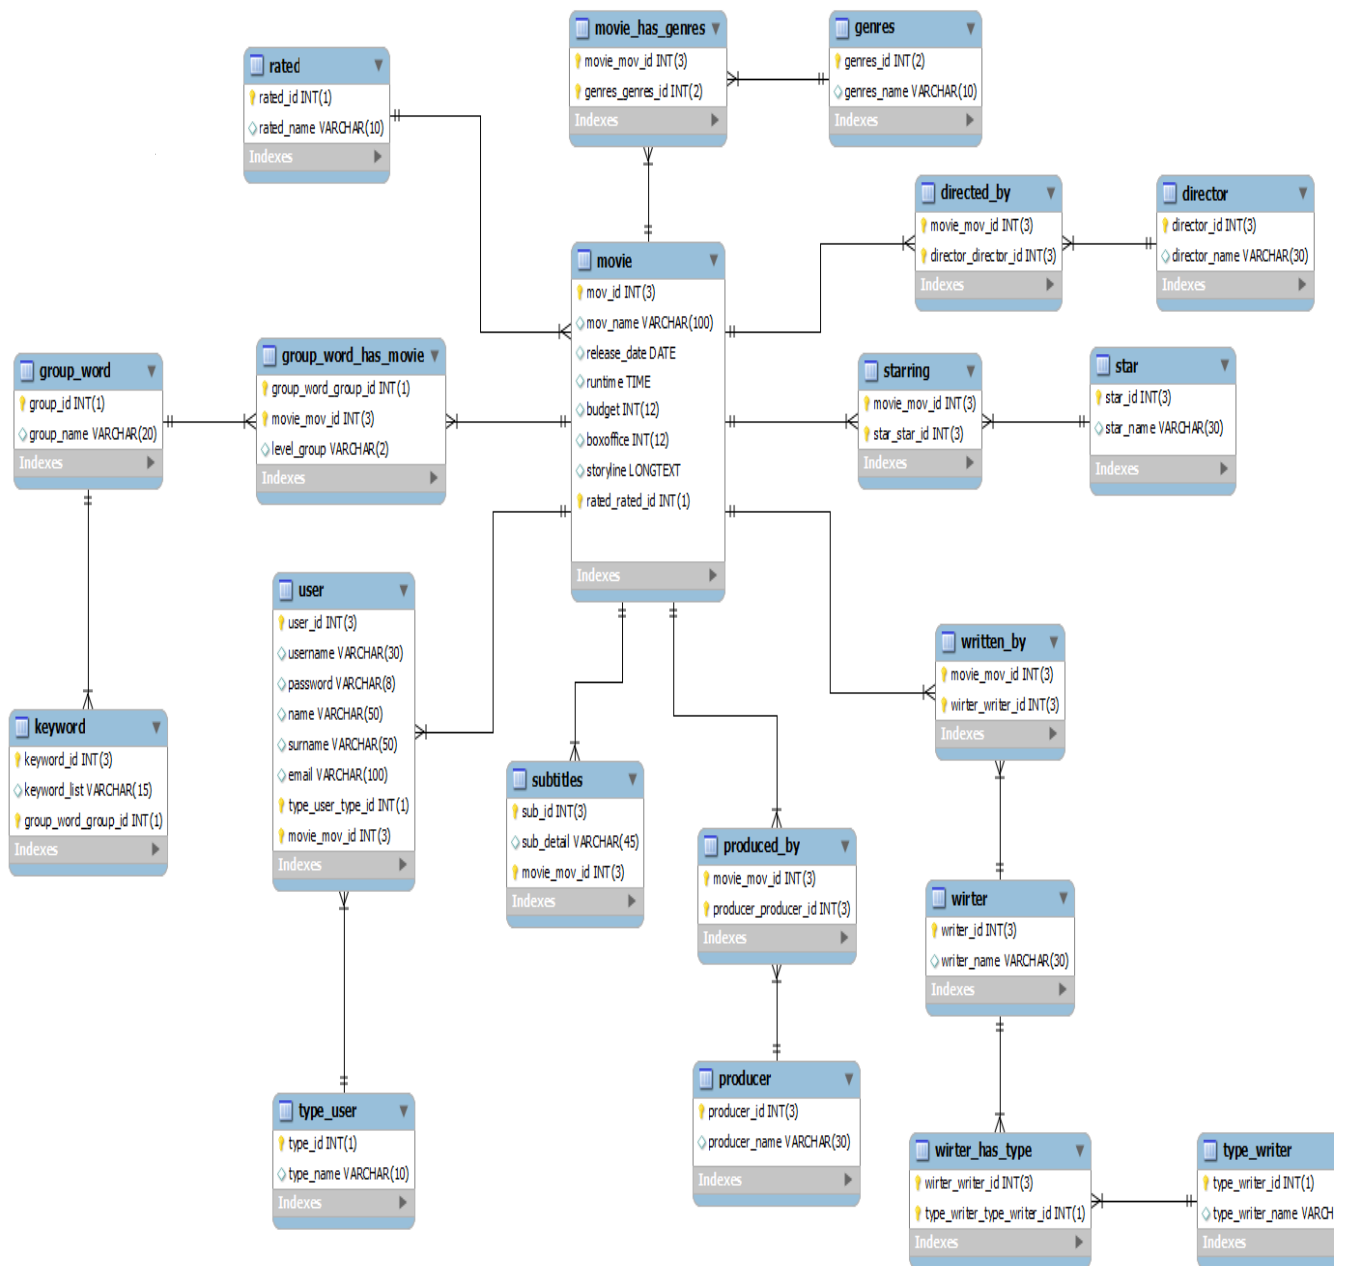 movie_has_genres
movie_mov_id INT(3)
genres_genres_id INT(2)
Indexes
genres
genres_id INT(2)
genres_name VARCHAR(10)
Indexes
rated
rated_id INT(1)
rated_name VARCHAR(10)
Indexes
directed_by
movie_mov_id INT(3)
director_director_id INT(3)
Indexes
director
director_id INT(3)
director_name VARCHAR(30)
Indexes
movie
mov_id INT(3)
mov_name VARCHAR(100)
release_date DATE
runtime TIME
budget INT(12)
boxoffice INT(12)
storyline LONGTEXT
rated_rated_id INT(1)
Indexes
group_word
group_id INT(1)
group_name VARCHAR(20)
Indexes
group_word_has_movie
group_word_group_id INT(1)
movie_mov_id INT(3)
level_group VARCHAR(2)
Indexes
starring
movie_mov_id INT(3)
star_star_id INT(3)
Indexes
star
star_id INT(3)
star_name VARCHAR(30)
Indexes
user
user_id INT(3)
username VARCHAR(30)
password VARCHAR(8)
name VARCHAR(50)
surname VARCHAR(50)
email VARCHAR(100)
type_user_type_id INT(1)
movie_mov_id INT(3)
Indexes
written_by
movie_mov_id INT(3)
wirter_writer_id INT(3)
Indexes
keyword
keyword_id INT(3)
keyword_list VARCHAR(15)
group_word_group_id INT(1)
Indexes
subtitles
sub_id INT(3)
sub_detail VARCHAR(45)
movie_mov_id INT(3)
Indexes
produced_by
movie_mov_id INT(3)
producer_producer_id INT(3)
Indexes
wirter
writer_id INT(3)
writer_name VARCHAR(30)
Indexes
producer
producer_id INT(3)
producer_name VARCHAR(30)
Indexes
type_user
type_id INT(1)
type_name VARCHAR(10)
Indexes
wirter_has_type
wirter_writer_id INT(3)
type_writer_type_writer_id INT(1)
Indexes
type_writer
type_writer_id INT(1)
type_writer_name VARCH
Indexes